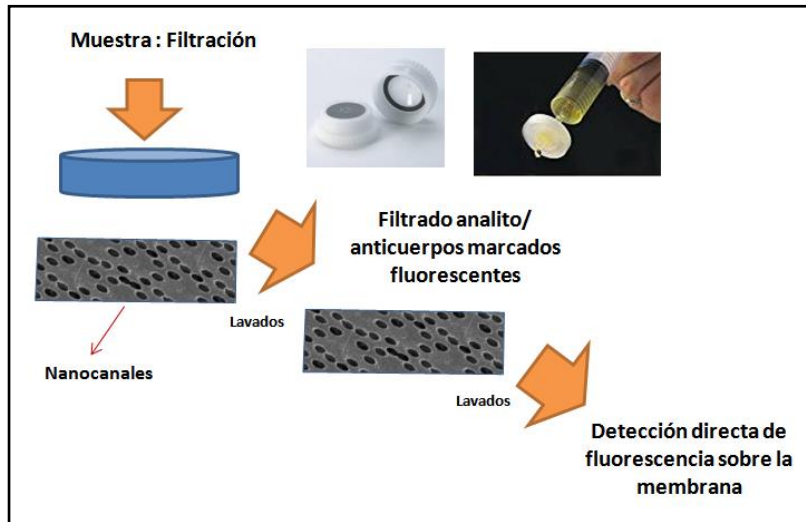 Muestra : Filtración
Filtrado analito/
anticuerpos marcados
fluorescentes
Lavados
Nanocanales
Lavados
Detección directa de
fluorescencia sobre la
membrana